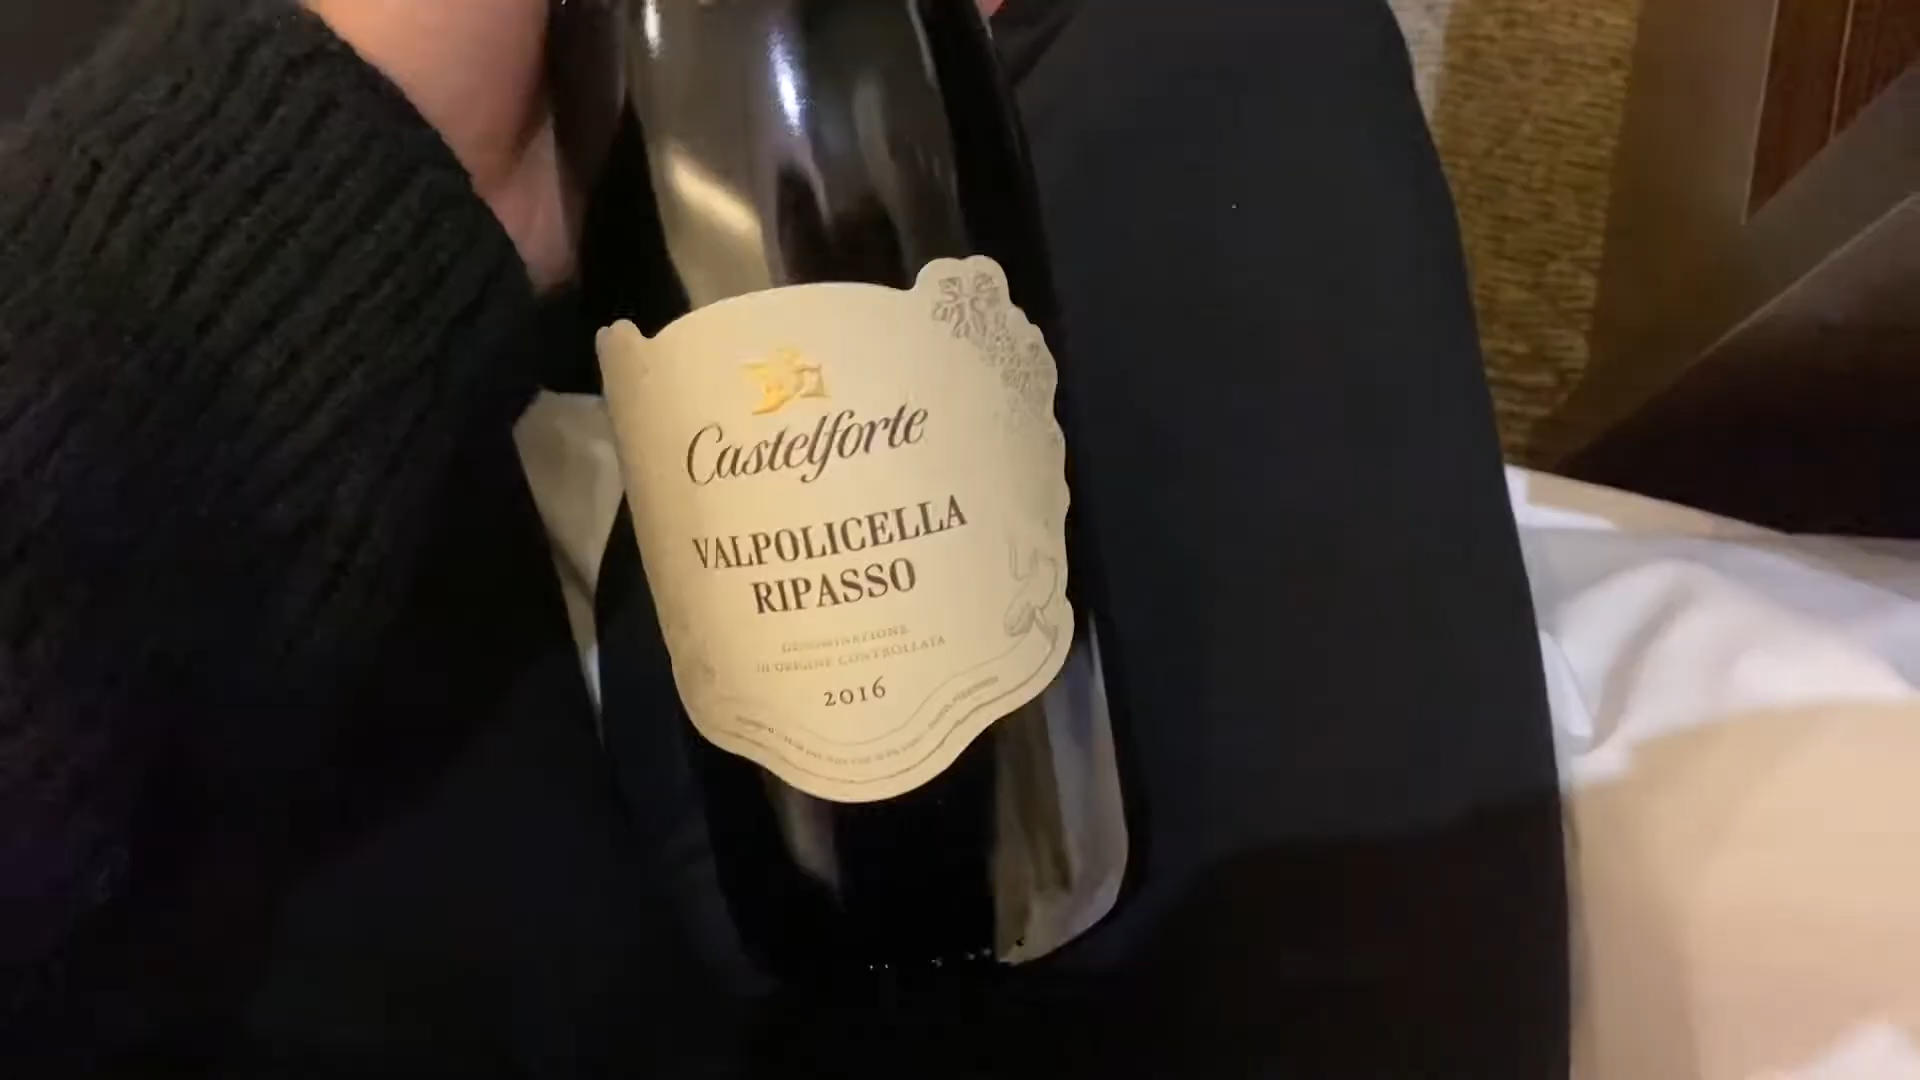 Castelforte
VALPOLICELLA
RIPASSO
DENOMINAZIONE
DI ORIGINE CONTROLLATA
2016